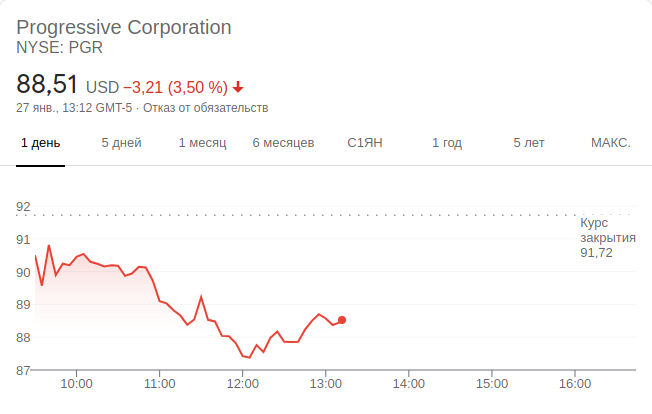 Progressive Corporation
NYSE: PGR
88,51 USD −3,21 (3,50 %)
27 янв., 13:12 GMT-5 · Отказ от обязательств
1 день 5 дней 1 месяц 6 месяцев С1ЯН 1 год 5 лет МАКС.
92
Курс
закрытия
91,72
91
90
89
88
87
10:00 11:00 12:00 13:00 14:00 15:00 16:00